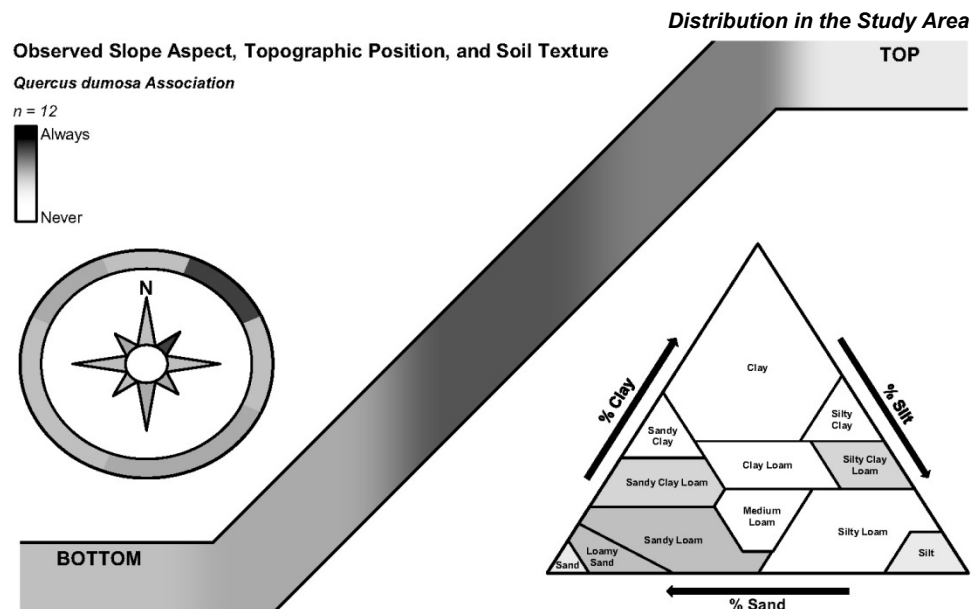 Distribution in the Study Area
Observed Slope Aspect, Topographic Position, and Soil Texture
Quercus dumosa Association
n = 12
Always
Never
TOP
N
BOTTOM
% Clay
% Silt
Clay
Silty
Clay
Sandy
Clay
Clay Loam
Silty Clay
Loam
Sandy Clay Loam
Medium
Loam
Silty Loam
Sandy Loam
Loamy
Sand
Sand
Silt
% Sand